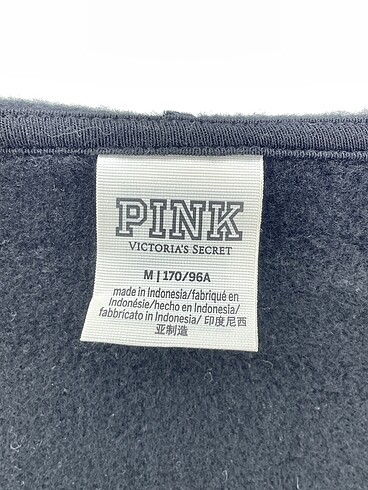 PINK
VICTORIA'S SECRET
M | 170/96A
made in Indonesia/fabriqué en
Indonésie/hecho en Indonesia/
fabbricato in Indonesia/ 印度尼西
亚制造